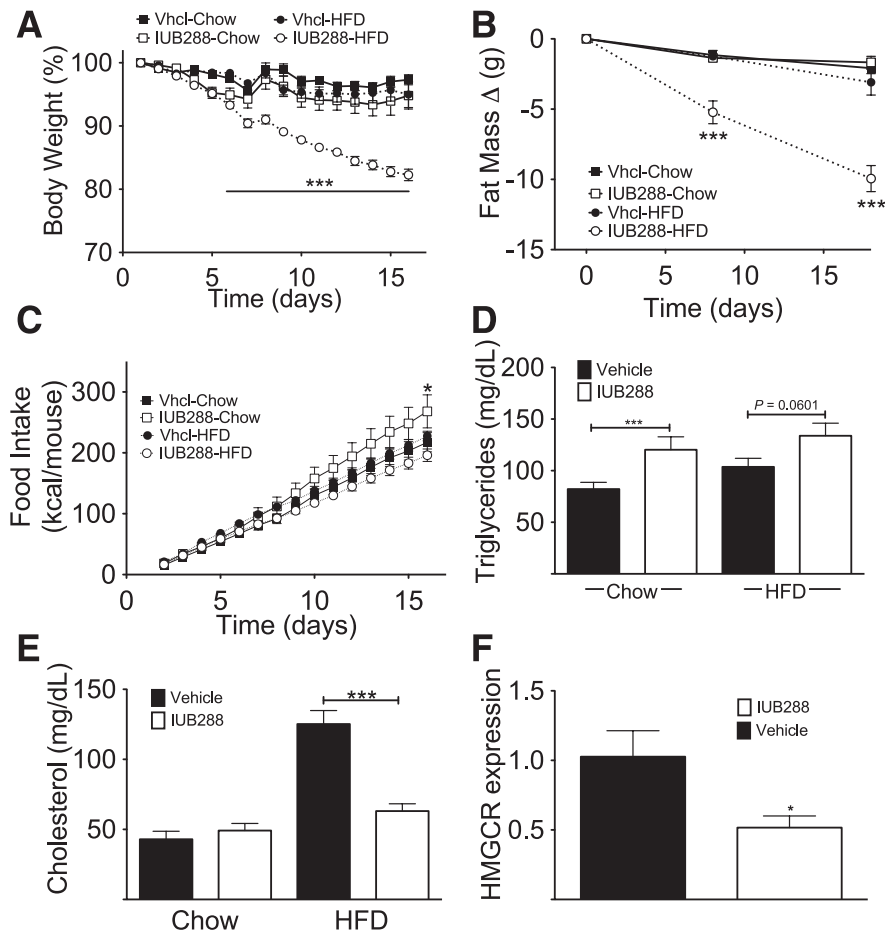 A
Vhcl-Chow
IUB288-Chow
Vhcl-HFD
IUB288-HFD
Body Weight (%)
100
90
80
70
***
0
5
10
15
Time (days)
B
Fat Mass Δ (g)
0
-5
-10
-15
***
***
Vhcl-Chow
IUB288-Chow
Vhcl-HFD
IUB288-HFD
0
5
10
15
Time (days)
C
Food Intake
(kcal/mouse)
300
200
100
0
*
Vhcl-Chow
IUB288-Chow
Vhcl-HFD
IUB288-HFD
0
5
10
15
Time (days)
D
Triglycerides (mg/dL)
200
150
100
50
Vehicle
IUB288
***
P = 0.0601
Chow
HFD
E
Cholesterol (mg/dL)
150
100
50
Vehicle
IUB288
***
Chow
HFD
F
HMGCR expression
1.5
1.0
0.5
IUB288
Vehicle
*